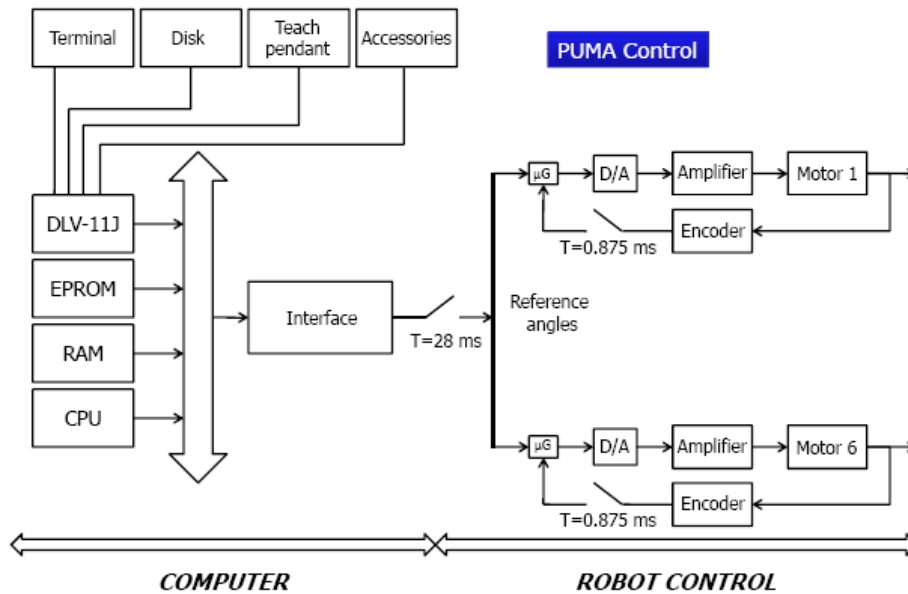 Terminal
Disk
Teach
pendant
Accessories
PUMA Control
DLV-11J
EPROM
RAM
CPU
Interface
T=28 ms
Reference
angles
µG
D/A
Amplifier
Motor 1
Encoder
T=0.875 ms
µG
D/A
Amplifier
Motor 6
Encoder
T=0.875 ms
COMPUTER
ROBOT CONTROL